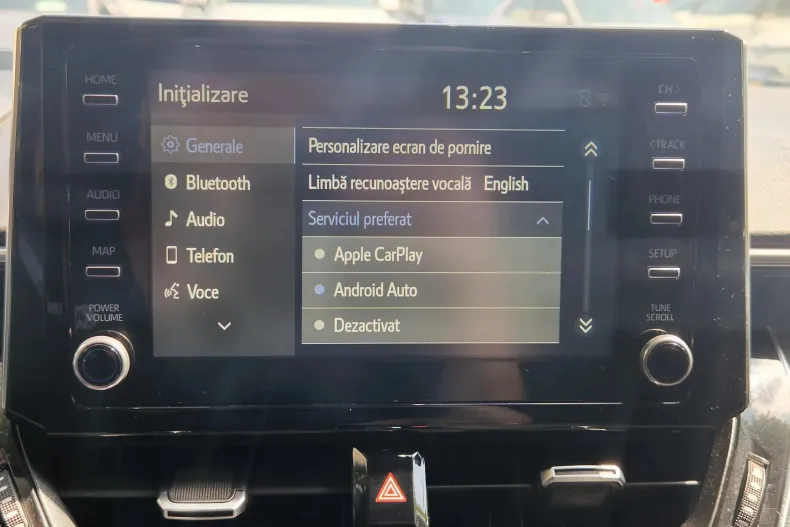 HOME
MENU
AUDIO
MAP
POWER
VOLUME
Inițializare 13:23
Generale
Bluetooth
Audio
Telefon
Voce
Personalizare ecran de pornire
Limbă recunoaștere vocală English
Serviciul preferat
Apple CarPlay
Android Auto
Dezactivat
CH >
< TRACK
PHONE
SETUP
TUNE
SCROLL